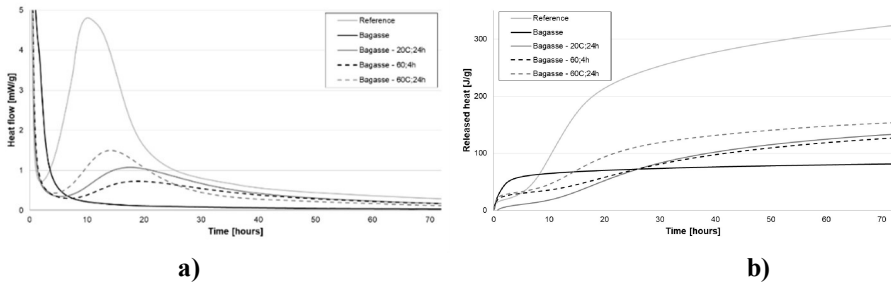 5
4
3
2
1
0
Heat flow [mW/g]
Reference
Bagasse
Bagasse - 20C;24h
Bagasse - 60;4h
Bagasse - 60C;24h
0 10 20 30 40 50 60 70
Time [hours]
a)
300
200
100
0
Released heat [J/g]
Reference
Bagasse
Bagasse - 20C;24h
Bagasse - 60;4h
Bagasse - 60C;24h
0 10 20 30 40 50 60 70
Time [hours]
b)